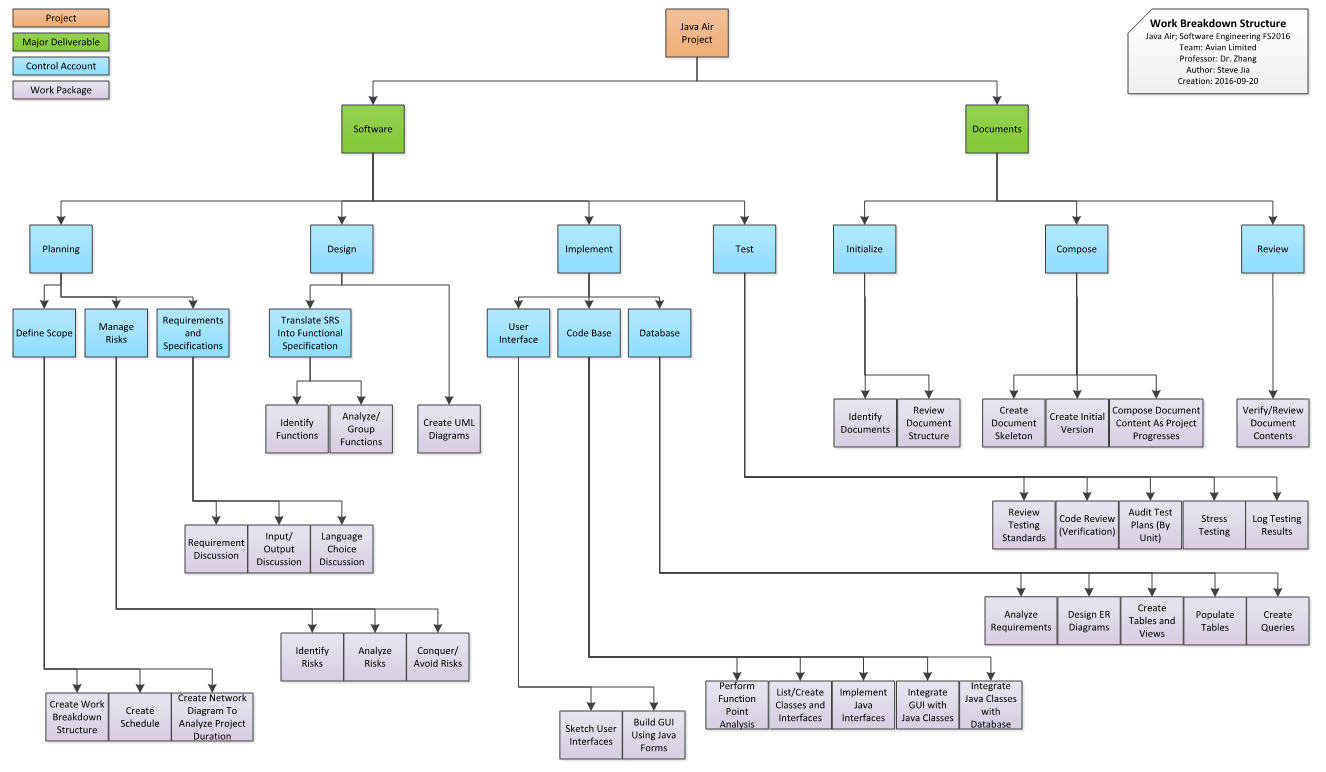 Project
Major Deliverable
Control Account
Work Package
Java Air
Project
Work Breakdown Structure
Java Air; Software Engineering FS2016
Team: Avian Limited
Professor: Dr. Zhang
Author: Steve Jia
Creation: 2016-09-20
Software
Documents
Planning
Design
Implement
Test
Initialize
Compose
Review
Define Scope
Manage
Risks
Requirements
and
Specifications
Translate SRS
Into Functional
Specification
User
Interface
Code Base
Database
Identify
Functions
Analyze/
Group
Functions
Create UML
Diagrams
Identify
Documents
Review
Document
Structure
Create
Document
Skeleton
Create Initial
Version
Compose Document
Content As Project
Progresses
Verify/Review
Document
Contents
Review
Testing
Standards
Code Review
(Verification)
Audit Test
Plans (By
Unit)
Stress
Testing
Log Testing
Results
Requirement
Discussion
Input/
Output
Discussion
Language
Choice
Discussion
Analyze
Requirements
Design ER
Diagrams
Create
Tables and
Views
Populate
Tables
Create
Queries
Identify
Risks
Analyze
Risks
Conquer/
Avoid Risks
Create Work
Breakdown
Structure
Create
Schedule
Create Network
Diagram To
Analyze Project
Duration
Perform
Function
Point
Analysis
List/Create
Classes and
Interfaces
Implement
Java
Interfaces
Integrate
GUI with
Java Classes
Integrate
Java Classes
with
Database
Sketch User
Interfaces
Build GUI
Using Java
Forms